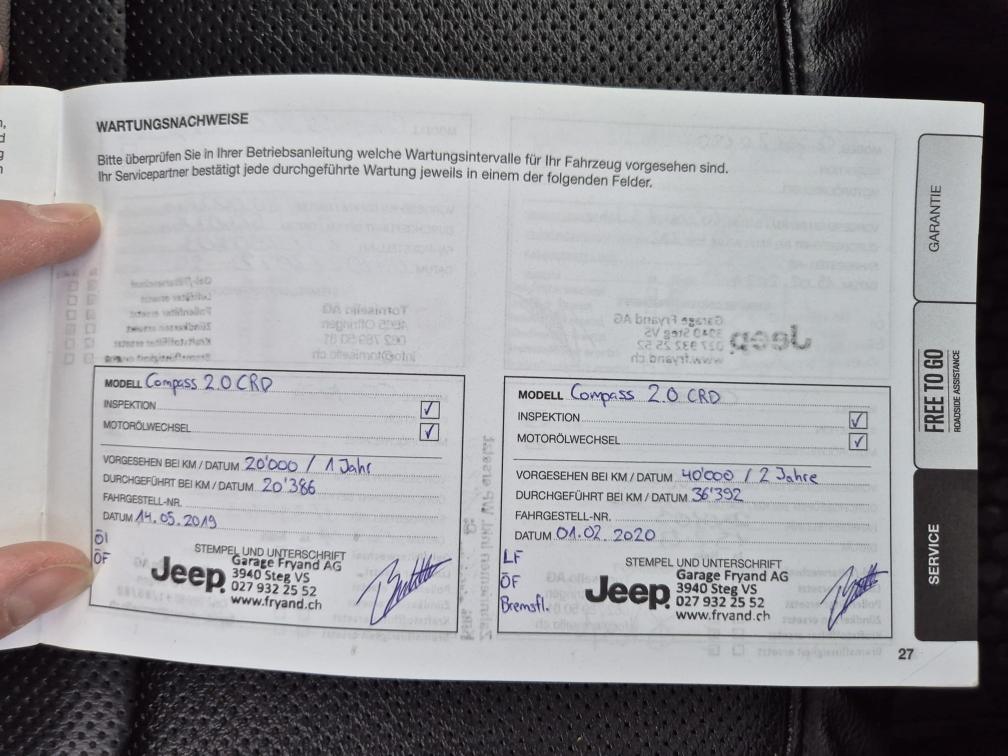 WARTUNGSNACHWEISE
Bitte überprüfen Sie in Ihrer Betriebsanleitung welche Wartungsintervalle für Ihr Fahrzeug vorgesehen sind.
Ihr Servicepartner bestätigt jede durchgeführte Wartung jeweils in einem der folgenden Felder.
MODELL Compass 2.0 CRD
INSPEKTION ✓
MOTORÖLWECHSEL ✓
VORGESEHEN BEI KM / DATUM 20'000 / 1 Jahr
DURCHGEFÜHRT BEI KM / DATUM 20'386
FAHRGESTELL-NR.
DATUM 14.05.2019
Öl
ÖF
STEMPEL UND UNTERSCHRIFT
Jeep
Garage Fryand AG
3940 Steg VS
027 932 25 52
www.fryand.ch
MODELL Compass 2.0 CRD
INSPEKTION ✓
MOTORÖLWECHSEL ✓
VORGESEHEN BEI KM / DATUM 40'000 / 2 Jahre
DURCHGEFÜHRT BEI KM / DATUM 36'392
FAHRGESTELL-NR.
DATUM 01.02.2020
LF
ÖF
Bremsfl.
STEMPEL UND UNTERSCHRIFT
Jeep
Garage Fryand AG
3940 Steg VS
027 932 25 52
www.fryand.ch
GARANTIE
FREE TO GO
ROADSIDE ASSISTANCE
SERVICE
27